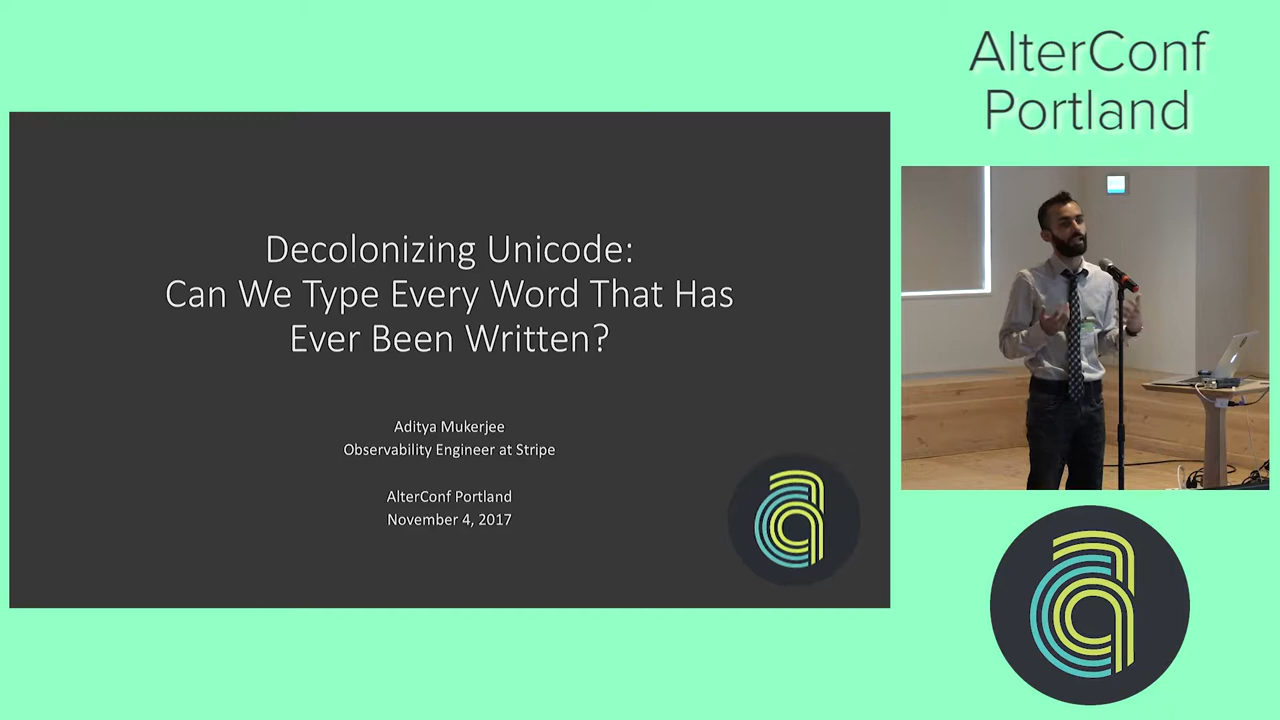 AlterConf
Portland
Decolonizing Unicode:
Can We Type Every Word That Has
Ever Been Written?
Aditya Mukerjee
Observability Engineer at Stripe
AlterConf Portland
November 4, 2017